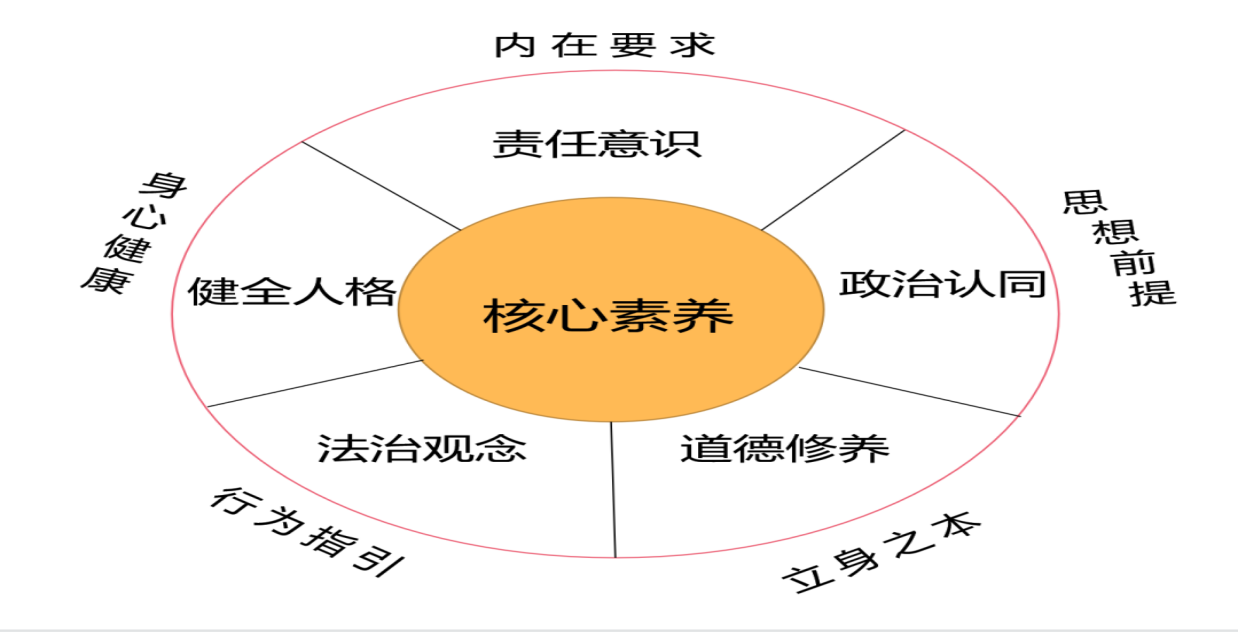 内在要求
责任意识
身心健康
思想前提
健全人格
核心素养
政治认同
法治观念
道德修养
行为指引
立身之本